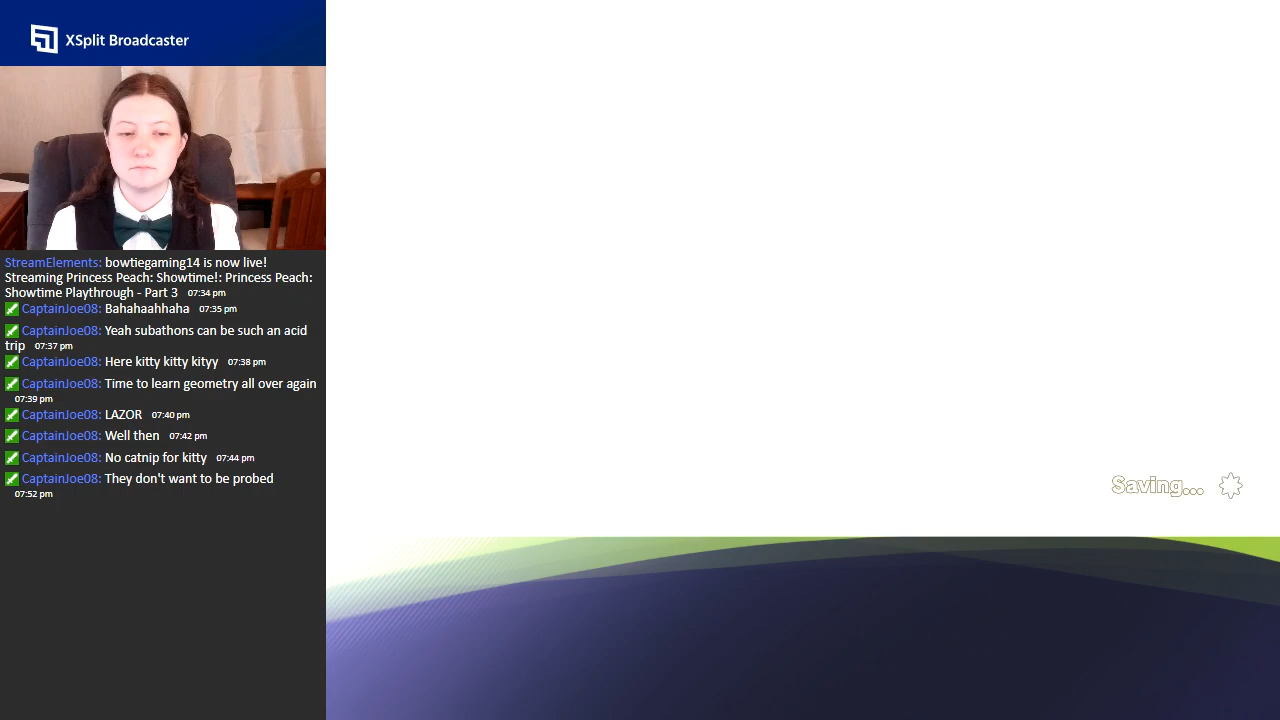 XSplit Broadcaster
StreamElements: bowtiegaming14 is now live!
Streaming Princess Peach: Showtime!: Princess Peach:
Showtime Playthrough - Part 3 07:34 pm
CaptainJoe08: Bahahaahhaha 07:35 pm
CaptainJoe08: Yeah subathons can be such an acid
trip 07:37 pm
CaptainJoe08: Here kitty kitty kityy 07:38 pm
CaptainJoe08: Time to learn geometry all over again
07:39 pm
CaptainJoe08: LAZOR 07:40 pm
CaptainJoe08: Well then 07:42 pm
CaptainJoe08: No catnip for kitty 07:44 pm
CaptainJoe08: They don't want to be probed
07:52 pm
Saving...